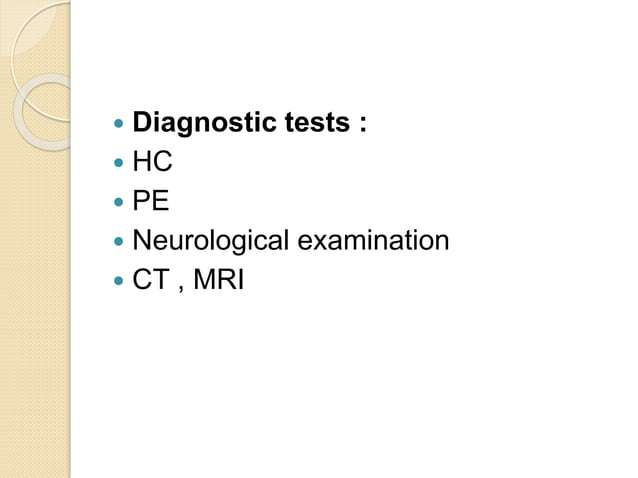 Diagnostic tests :
HC
PE
Neurological examination
CT , MRI